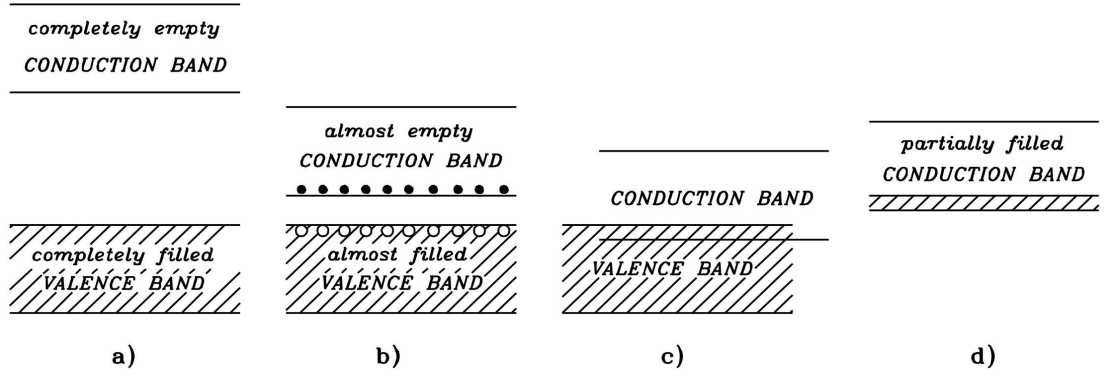 completely empty
CONDUCTION BAND
completely filled
VALENCE BAND
a)
almost empty
CONDUCTION BAND
almost filled
VALENCE BAND
b)
CONDUCTION BAND
VALENCE BAND
c)
partially filled
CONDUCTION BAND
d)